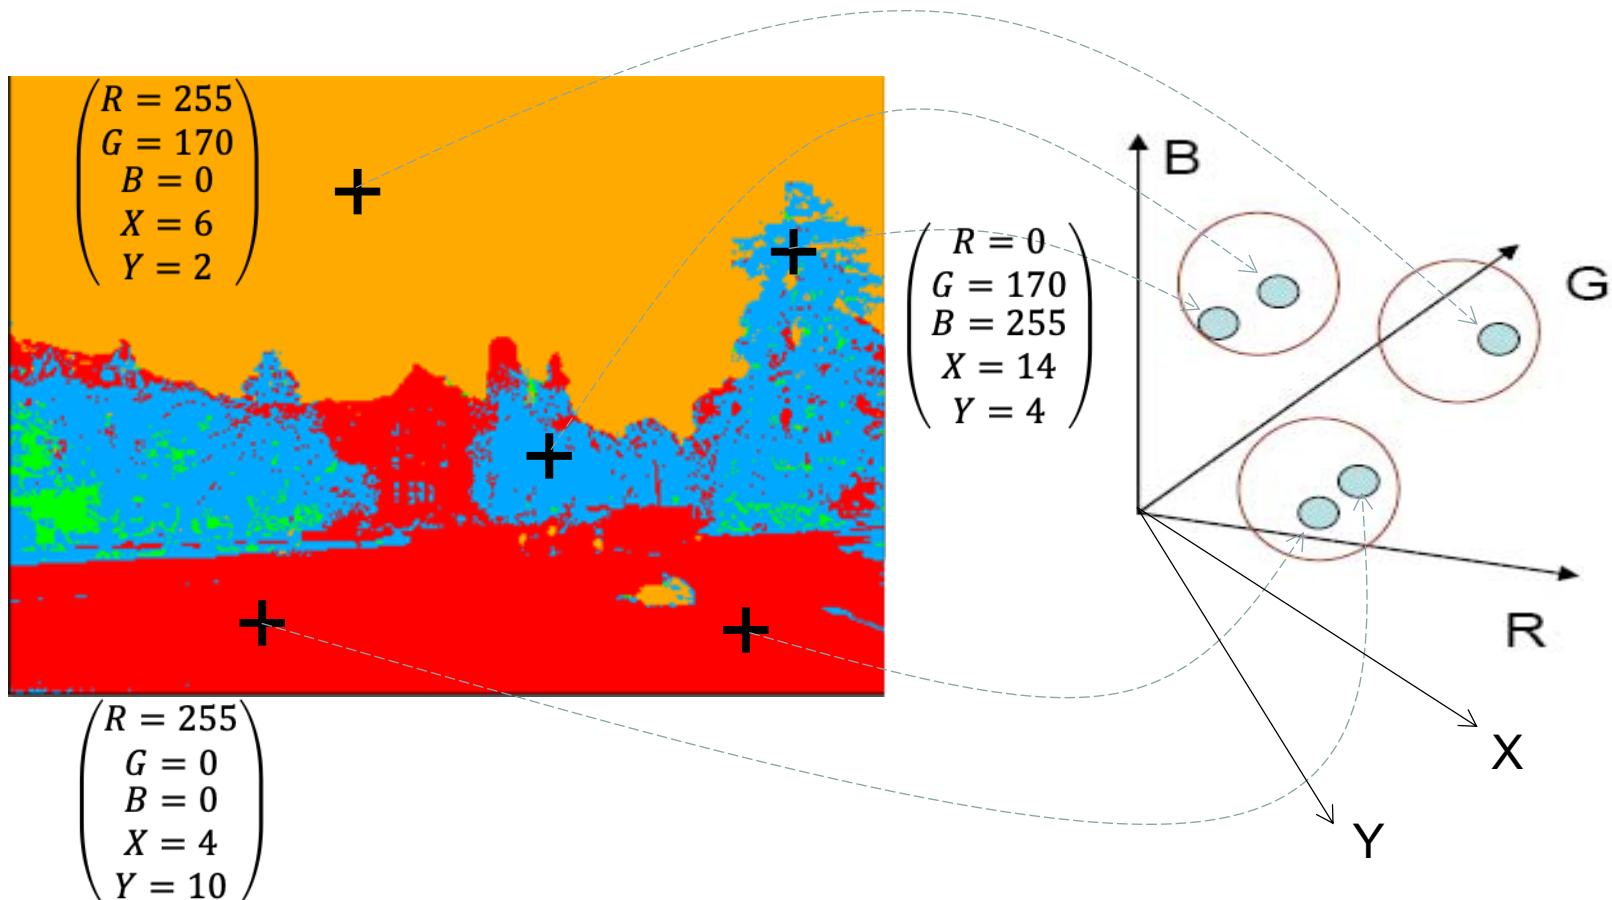 R = 255
G = 170
B = 0
X = 6
Y = 2
R = 0
G = 170
B = 255
X = 14
Y = 4
B
G
R
X
Y
R = 255
G = 0
B = 0
X = 4
Y = 10